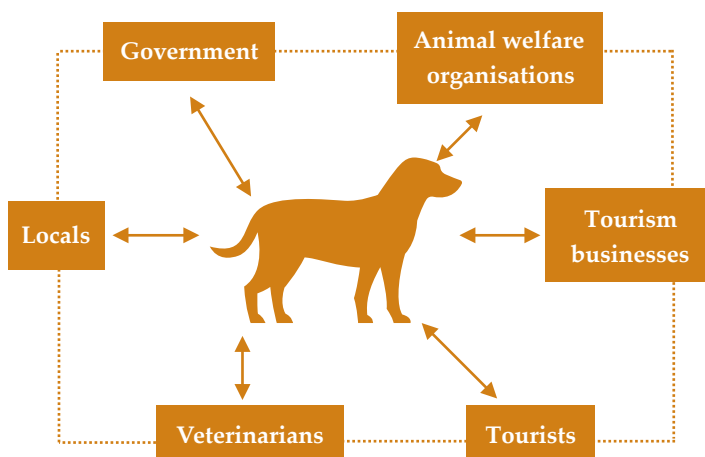 Government
Animal welfare
organisations
Locals
Tourism
businesses
Veterinarians
Tourists